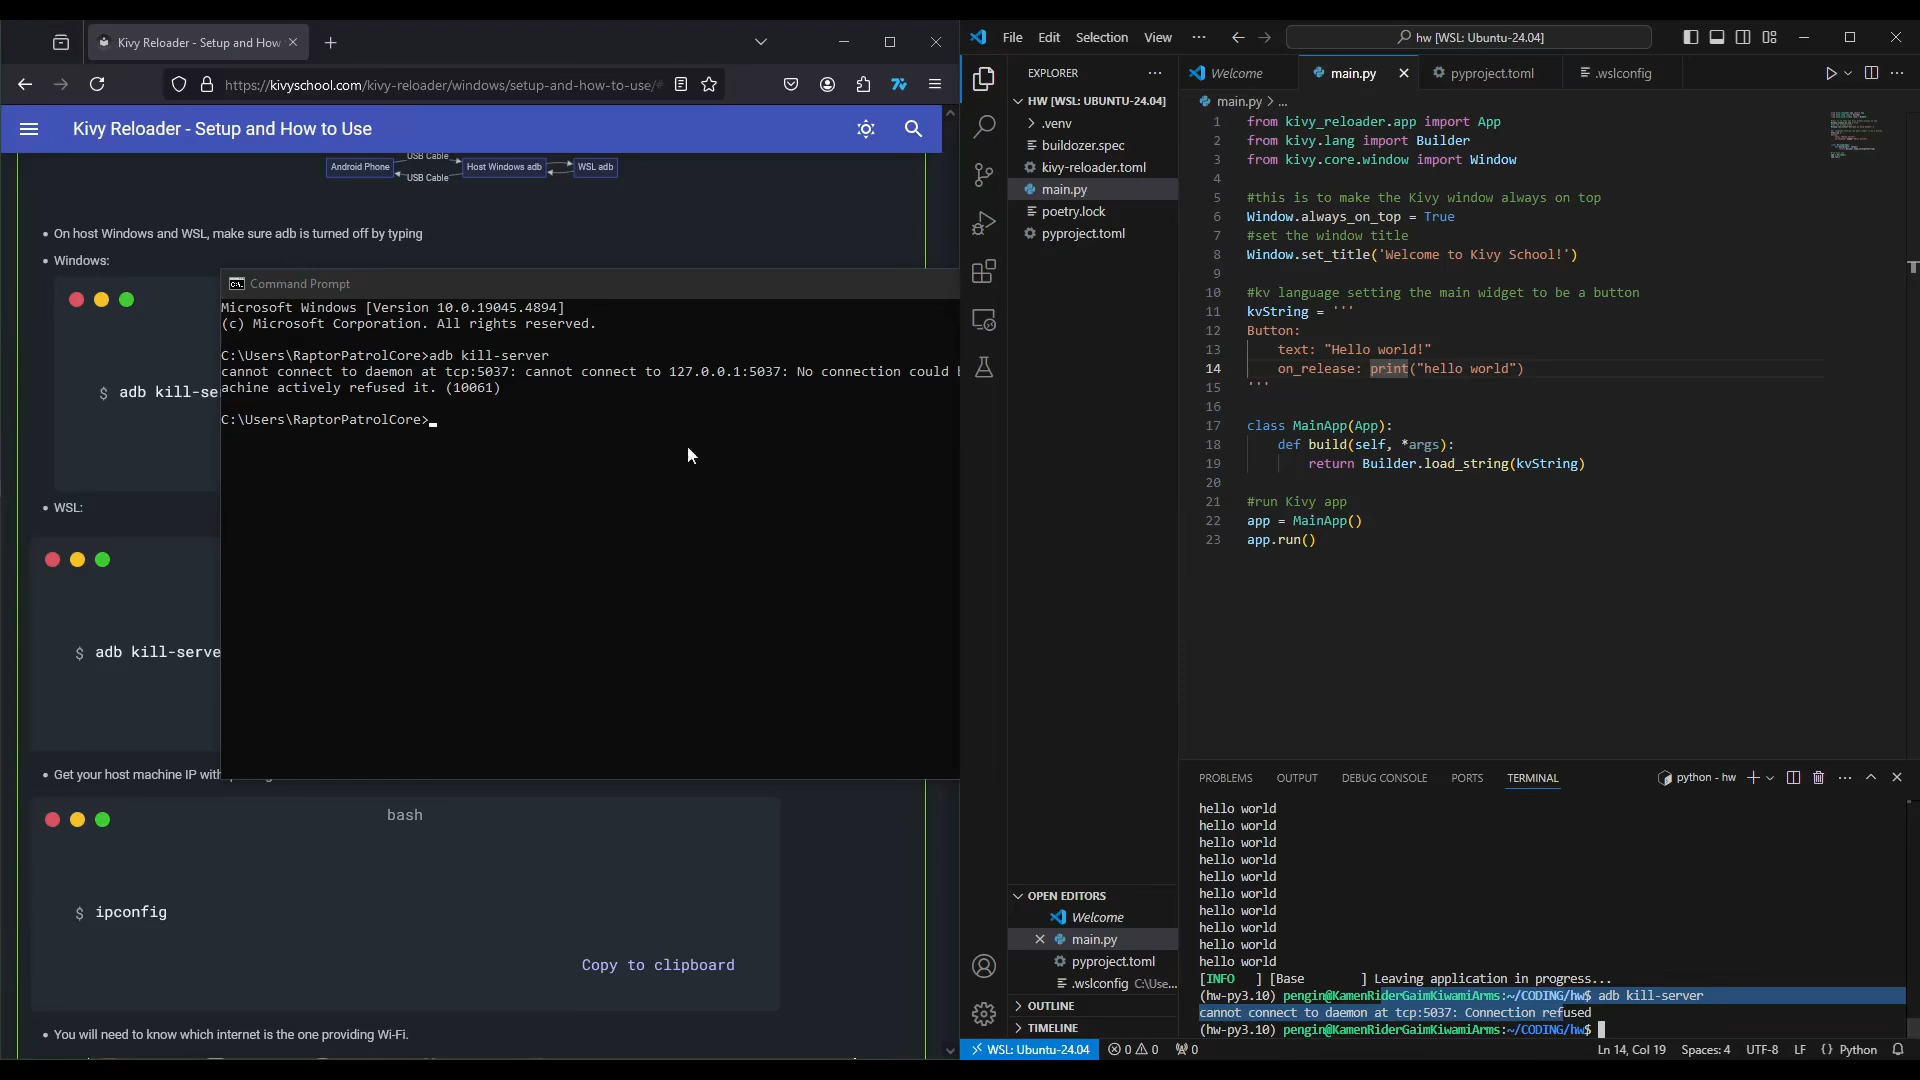 Kivy Reloader - Setup and How
https://kivyschool.com/kivy-reloader/windows/setup-and-how-to-use/#
Kivy Reloader - Setup and How to Use
Android Phone
USB Cable
USB Cable
Host Windows adb
WSL adb
• On host Windows and WSL, make sure adb is turned off by typing
• Windows:
$ adb kill-se
• WSL:
$ adb kill-serve
• Get your host machine IP with
bash
$ ipconfig
Copy to clipboard
• You will need to know which internet is the one providing Wi-Fi.
Command Prompt
Microsoft Windows [Version 10.0.19045.4894]
(c) Microsoft Corporation. All rights reserved.
C:\Users\RaptorPatrolCore>adb kill-server
cannot connect to daemon at tcp:5037: cannot connect to 127.0.0.1:5037: No connection could b
achine actively refused it. (10061)
C:\Users\RaptorPatrolCore>
File Edit Selection View ···
hw [WSL: Ubuntu-24.04]
EXPLORER
HW [WSL: UBUNTU-24.04]
.venv
buildozer.spec
kivy-reloader.toml
main.py
poetry.lock
pyproject.toml
OPEN EDITORS
Welcome
main.py
pyproject.toml
.wslconfig C:\Use...
OUTLINE
TIMELINE
Welcome
main.py
pyproject.toml
.wslconfig
main.py > ...
1 from kivy_reloader.app import App
2 from kivy.lang import Builder
3 from kivy.core.window import Window
4
5 #this is to make the Kivy window always on top
6 Window.always_on_top = True
7 #set the window title
8 Window.set_title('Welcome to Kivy School!')
9
10 #kv language setting the main widget to be a button
11 kvString = '''
12 Button:
13 text: "Hello world!"
14 on_release: print("hello world")
15 '''
16
17 class MainApp(App):
18 def build(self, *args):
19 return Builder.load_string(kvString)
20
21 #run Kivy app
22 app = MainApp()
23 app.run()
PROBLEMS OUTPUT DEBUG CONSOLE PORTS TERMINAL
python - hw
hello world
hello world
hello world
hello world
hello world
hello world
hello world
hello world
hello world
hello world
[INFO   ] [Base        ] Leaving application in progress...
(hw-py3.10) pengin@KamenRiderGaimKiwamiArms:~/CODING/hw$ adb kill-server
cannot connect to daemon at tcp:5037: Connection refused
(hw-py3.10) pengin@KamenRiderGaimKiwamiArms:~/CODING/hw$
WSL: Ubuntu-24.04
0 0
0
Ln 14, Col 19 Spaces: 4 UTF-8 LF {} Python